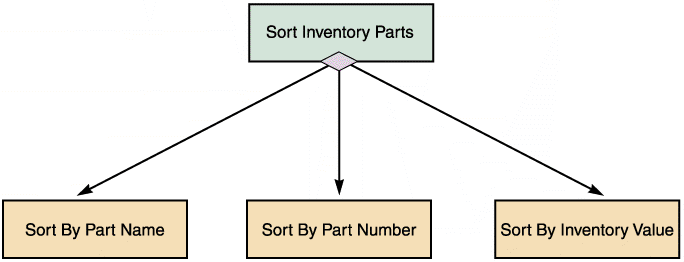 Sort Inventory Parts
Sort By Part Name
Sort By Part Number
Sort By Inventory Value